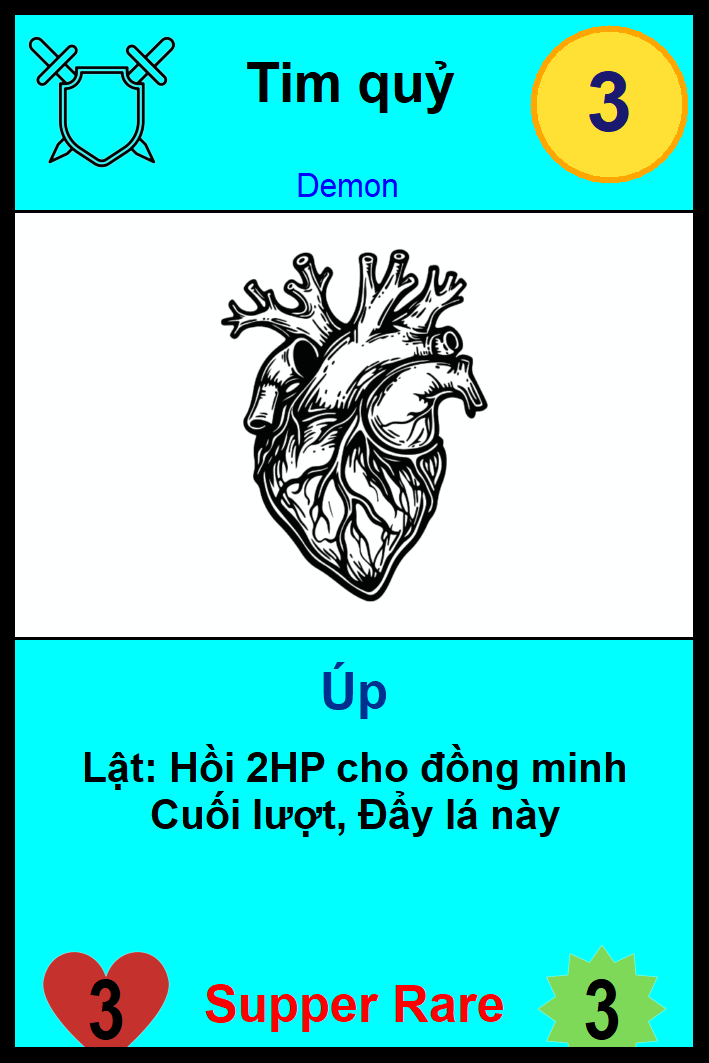 Tim quỷ
3
Demon
Úp
Lật: Hồi 2HP cho đồng minh
Cuối lượt, Đẩy lá này
3
Supper Rare
3